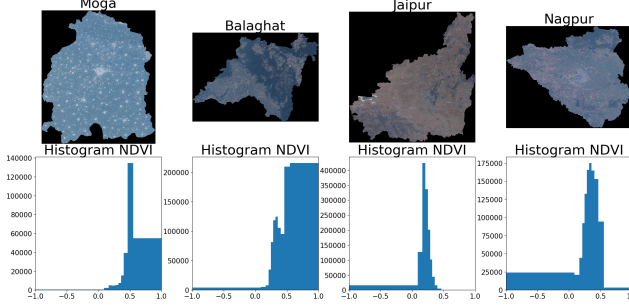 Moga
Balaghat
Jaipur
Nagpur
Histogram NDVI
Histogram NDVI
Histogram NDVI
Histogram NDVI
140000
120000
100000
80000
60000
40000
20000
0
−1.0 −0.5 0.0 0.5 1.0
200000
150000
100000
50000
0
−1.0 −0.5 0.0 0.5 1.0
400000
350000
300000
250000
200000
150000
100000
50000
0
−1.0 −0.5 0.0 0.5 1.0
175000
150000
125000
100000
75000
50000
25000
0
−1.0 −0.5 0.0 0.5 1.0